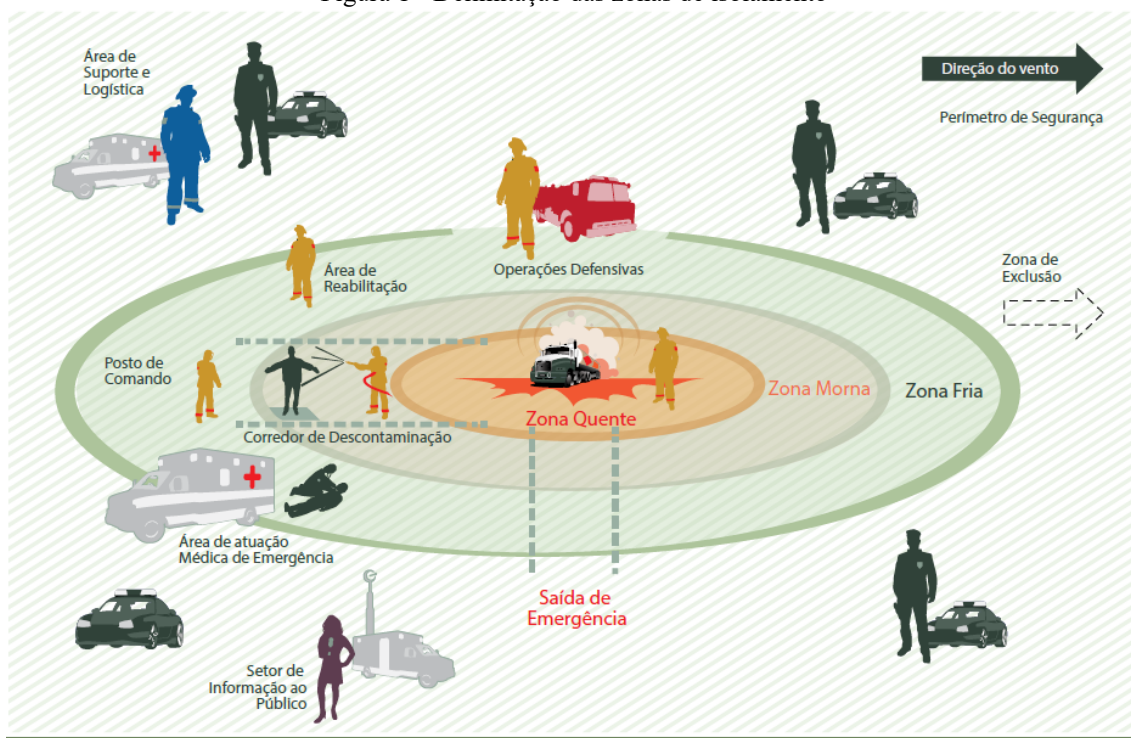 Área de
Suporte e
Logística
Direção do vento
Perímetro de Segurança
Área de
Reabilitação
Operações Defensivas
Zona de
Exclusão
Posto de
Comando
Zona Morna
Zona Fria
Zona Quente
Corredor de Descontaminação
Área de atuação
Médica de Emergência
Saída de
Emergência
Setor de
Informação ao
Público